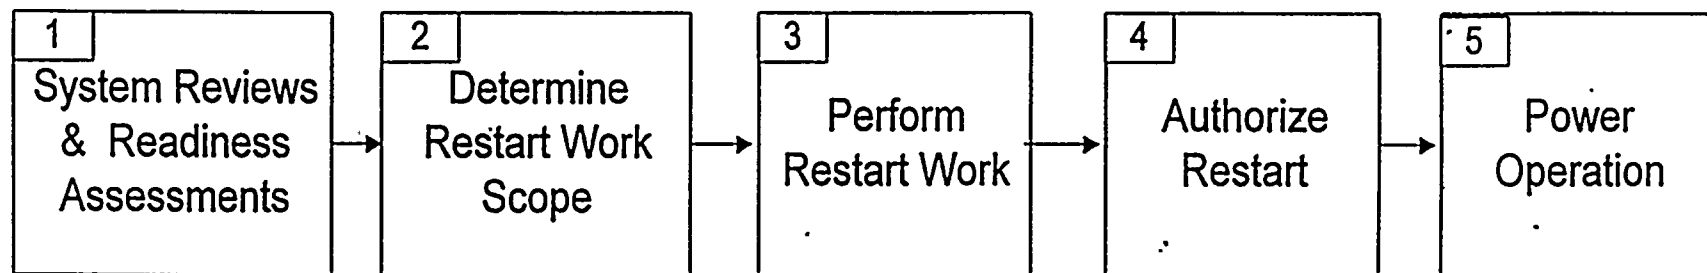 1
System Reviews
& Readiness
Assessments
2
Determine
Restart Work
Scope
3
Perform
Restart Work
4
Authorize
Restart
5
Power
Operation